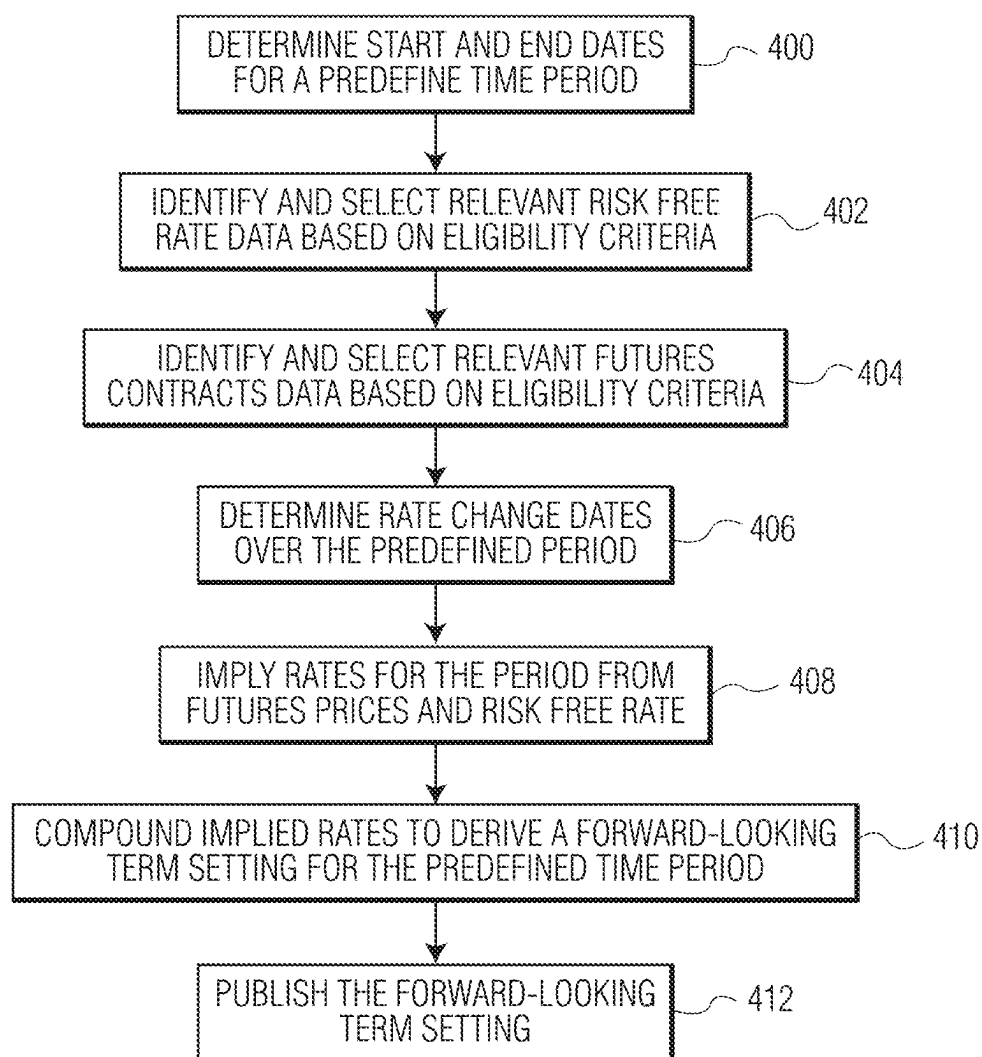 DETERMINE START AND END DATES
FOR A PREDEFINE TIME PERIOD
400
IDENTIFY AND SELECT RELEVANT RISK FREE
RATE DATA BASED ON ELIGIBILITY CRITERIA
402
IDENTIFY AND SELECT RELEVANT FUTURES
CONTRACTS DATA BASED ON ELIGIBILITY CRITERIA
404
DETERMINE RATE CHANGE DATES
OVER THE PREDEFINED PERIOD
406
IMPLY RATES FOR THE PERIOD FROM
FUTURES PRICES AND RISK FREE RATE
408
COMPOUND IMPLIED RATES TO DERIVE A FORWARD-LOOKING
TERM SETTING FOR THE PREDEFINED TIME PERIOD
410
PUBLISH THE FORWARD-LOOKING
TERM SETTING
412